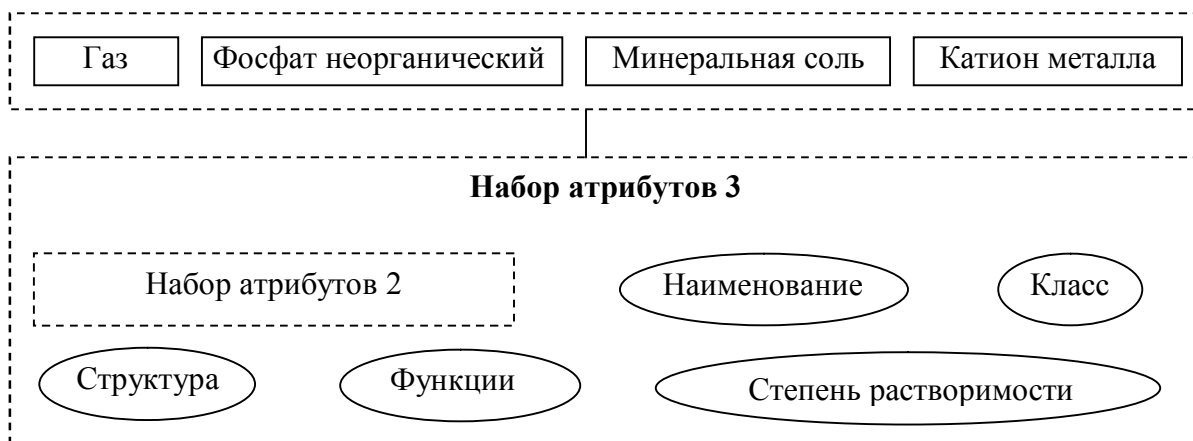 Газ Фосфат неорганический Минеральная соль Катион металла
Набор атрибутов 3
Набор атрибутов 2 Наименование Класс
Структура Функции Степень растворимости